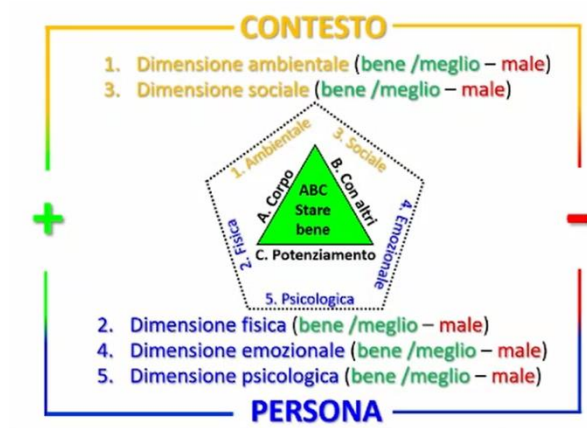 CONTESTO
1. Dimensione ambientale (bene /meglio – male)
3. Dimensione sociale (bene /meglio – male)
1. Ambientale
3. Sociale
A. Corpo
B. Con altri
ABC
Stare
bene
2. Fisica
4. Emozionale
C. Potenziamento
5. Psicologica
+
–
2. Dimensione fisica (bene /meglio – male)
4. Dimensione emozionale (bene /meglio – male)
5. Dimensione psicologica (bene /meglio – male)
PERSONA